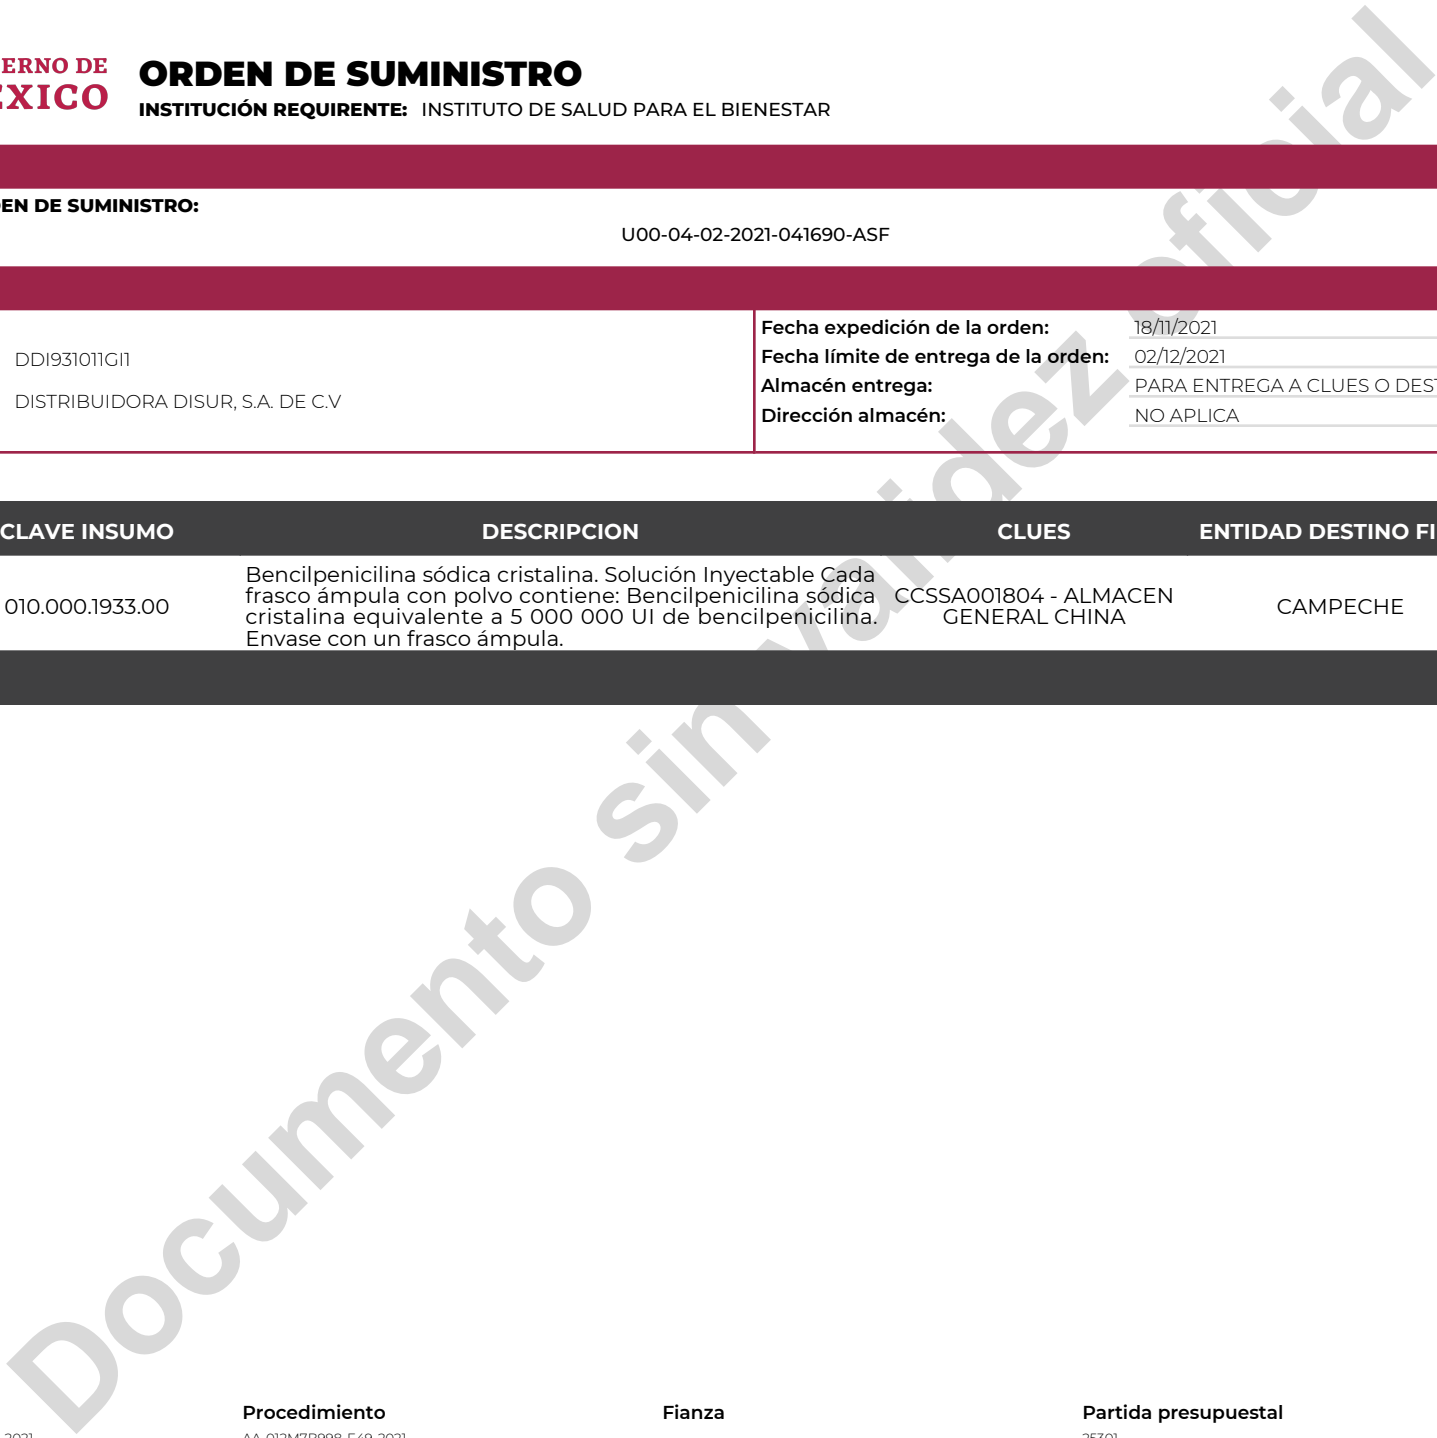 ERNO DE
ÉXICO
ORDEN DE SUMINISTRO
INSTITUCIÓN REQUIRENTE: INSTITUTO DE SALUD PARA EL BIENESTAR
EN DE SUMINISTRO:
U00-04-02-2021-041690-ASF
DDI931011GI1
DISTRIBUIDORA DISUR, S.A. DE C.V
Fecha expedición de la orden: 18/11/2021
Fecha límite de entrega de la orden: 02/12/2021
Almacén entrega: PARA ENTREGA A CLUES O DEST
Dirección almacén: NO APLICA
CLAVE INSUMO DESCRIPCION CLUES ENTIDAD DESTINO FI
010.000.1933.00
Bencilpenicilina sódica cristalina. Solución Inyectable Cada
frasco ámpula con polvo contiene: Bencilpenicilina sódica
cristalina equivalente a 5 000 000 UI de bencilpenicilina.
Envase con un frasco ámpula.
CCSSA001804 - ALMACEN
GENERAL CHINA
CAMPECHE
Documento sin validez oficial
Procedimiento Fianza Partida presupuestal